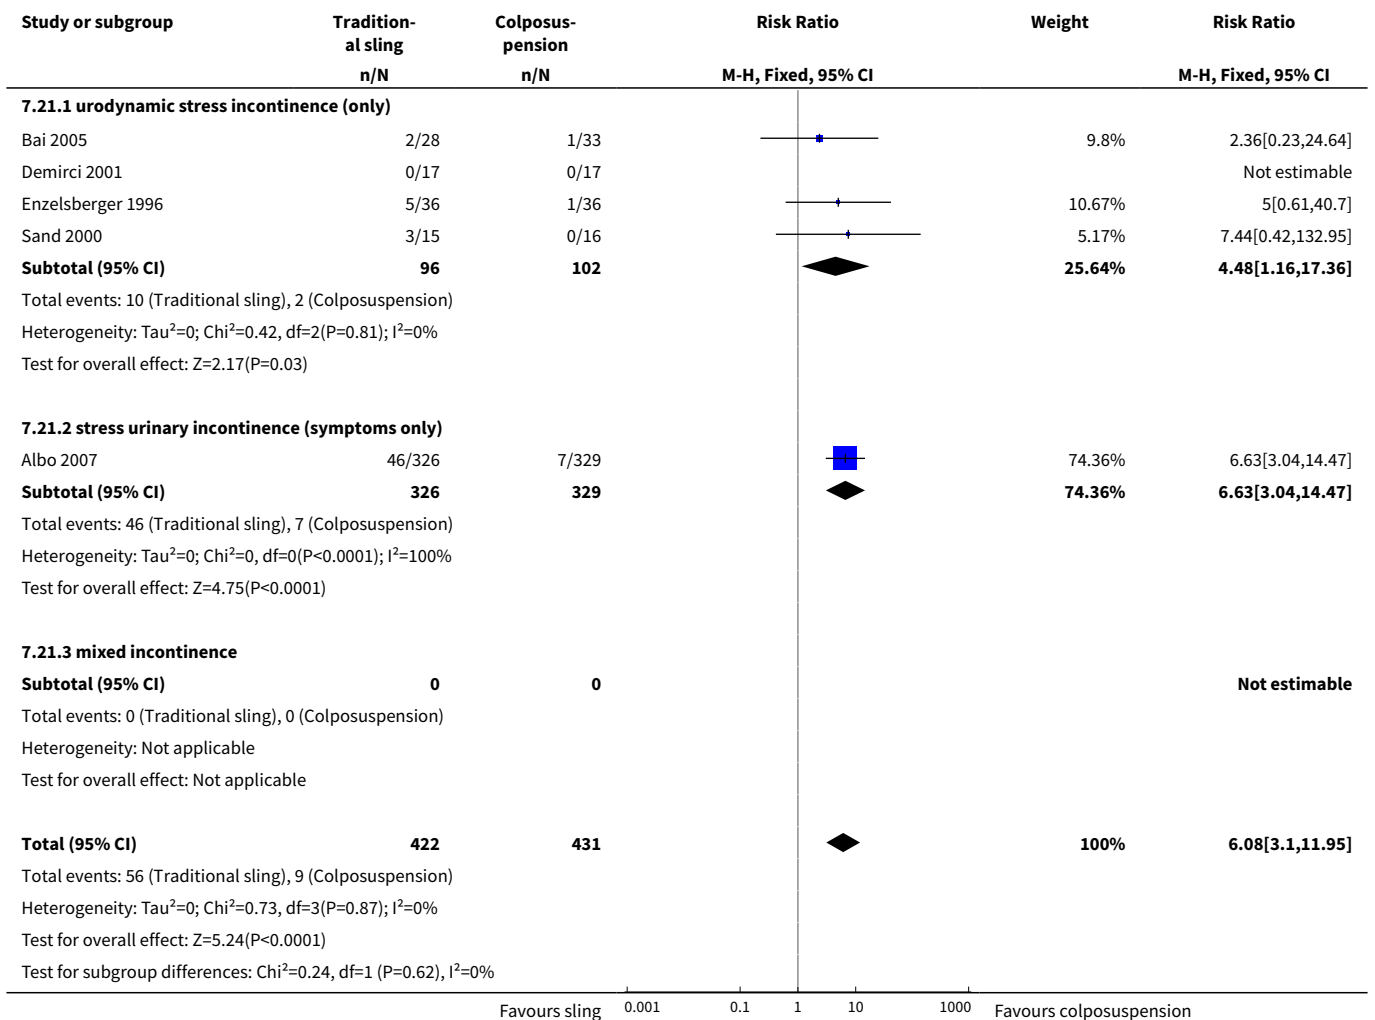 Study or subgroup Tradition- Colposus- Risk Ratio Weight Risk Ratio
al sling pension
n/N n/N M-H, Fixed, 95% CI M-H, Fixed, 95% CI
7.21.1 urodynamic stress incontinence (only)
Bai 2005 2/28 1/33 9.8% 2.36[0.23,24.64]
Demirci 2001 0/17 0/17 Not estimable
Enzelsberger 1996 5/36 1/36 10.67% 5[0.61,40.7]
Sand 2000 3/15 0/16 5.17% 7.44[0.42,132.95]
Subtotal (95% CI) 96 102 25.64% 4.48[1.16,17.36]
Total events: 10 (Traditional sling), 2 (Colposuspension)
Heterogeneity: Tau²=0; Chi²=0.42, df=2(P=0.81); I²=0%
Test for overall effect: Z=2.17(P=0.03)
7.21.2 stress urinary incontinence (symptoms only)
Albo 2007 46/326 7/329 74.36% 6.63[3.04,14.47]
Subtotal (95% CI) 326 329 74.36% 6.63[3.04,14.47]
Total events: 46 (Traditional sling), 7 (Colposuspension)
Heterogeneity: Tau²=0; Chi²=0, df=0(P<0.0001); I²=100%
Test for overall effect: Z=4.75(P<0.0001)
7.21.3 mixed incontinence
Subtotal (95% CI) 0 0 Not estimable
Total events: 0 (Traditional sling), 0 (Colposuspension)
Heterogeneity: Not applicable
Test for overall effect: Not applicable
Total (95% CI) 422 431 100% 6.08[3.1,11.95]
Total events: 56 (Traditional sling), 9 (Colposuspension)
Heterogeneity: Tau²=0; Chi²=0.73, df=3(P=0.87); I²=0%
Test for overall effect: Z=5.24(P<0.0001)
Test for subgroup differences: Chi²=0.24, df=1 (P=0.62), I²=0%
Favours sling 0.001 0.1 1 10 1000 Favours colposuspension